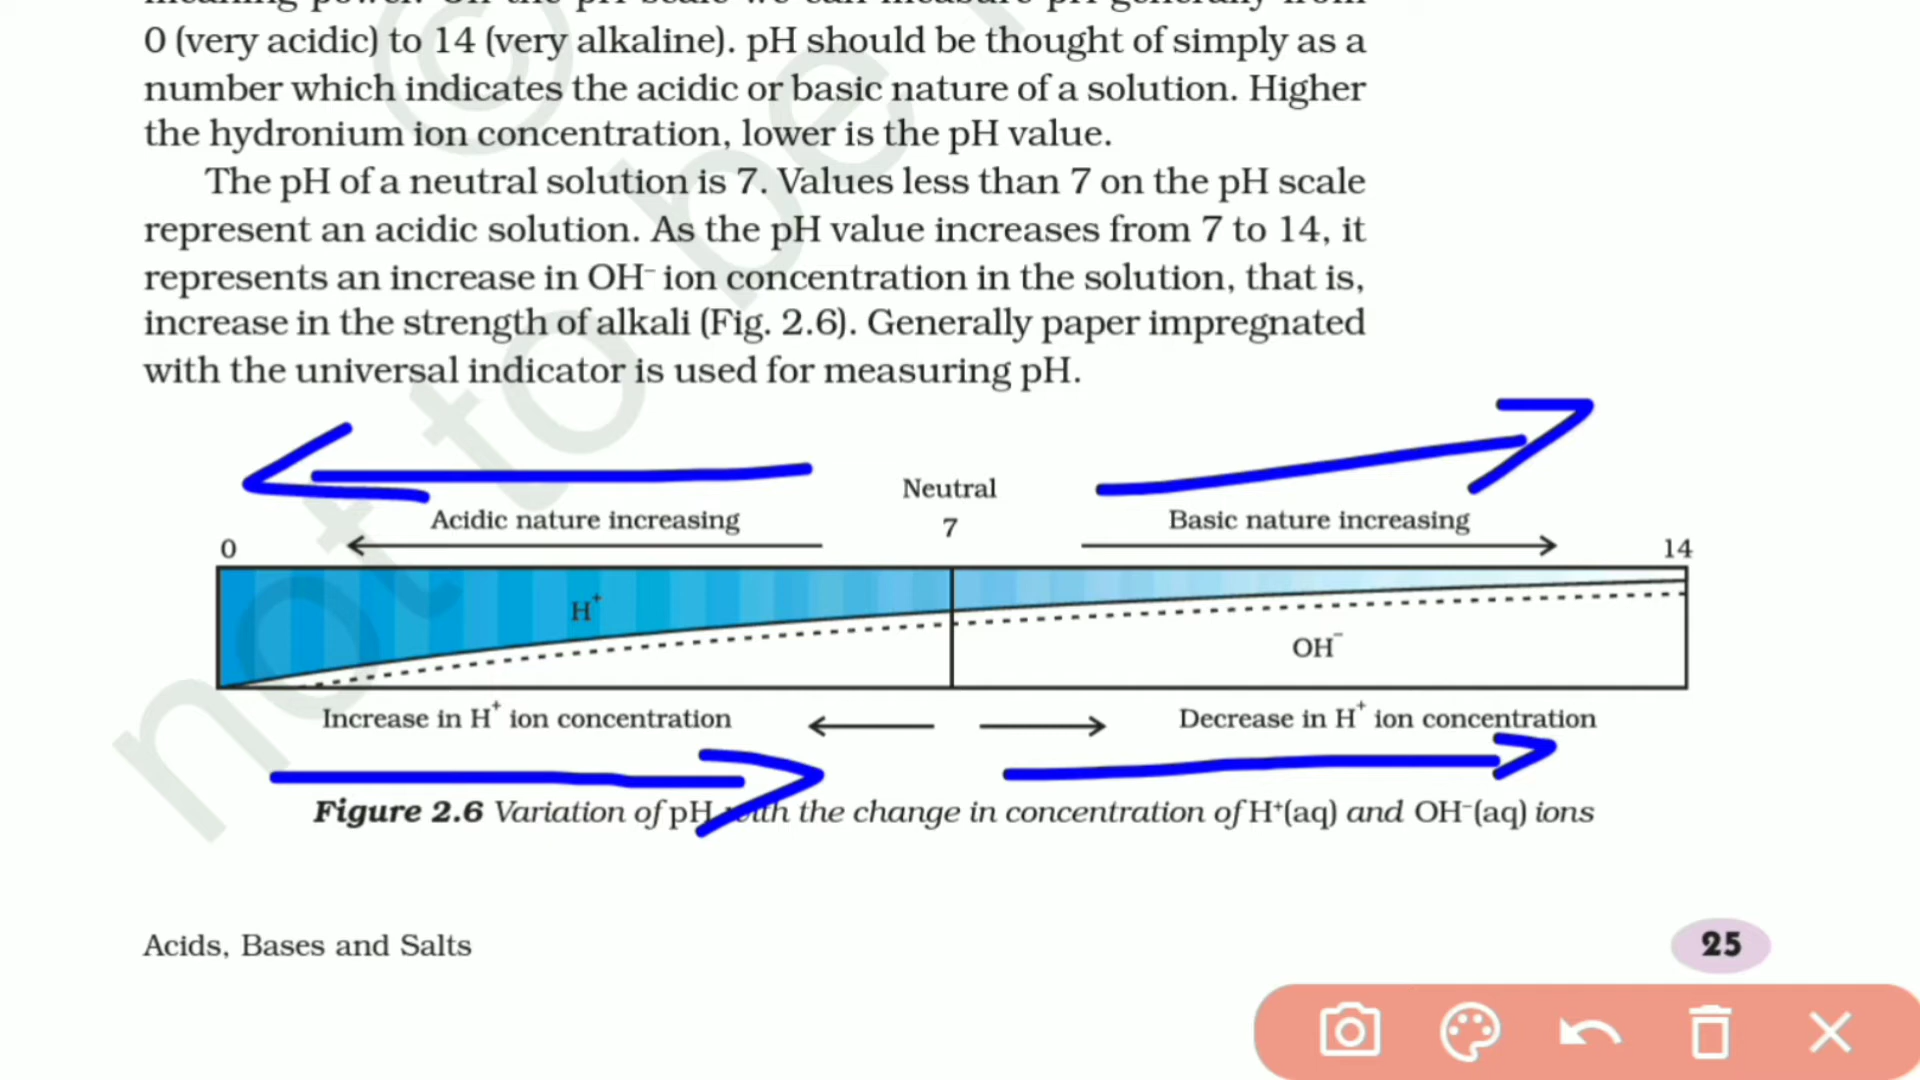 0 (very acidic) to 14 (very alkaline). pH should be thought of simply as a
number which indicates the acidic or basic nature of a solution. Higher
the hydronium ion concentration, lower is the pH value.
The pH of a neutral solution is 7. Values less than 7 on the pH scale
represent an acidic solution. As the pH value increases from 7 to 14, it
represents an increase in OH⁻ ion concentration in the solution, that is,
increase in the strength of alkali (Fig. 2.6). Generally paper impregnated
with the universal indicator is used for measuring pH.
Neutral
Acidic nature increasing 7 Basic nature increasing
0 14
H⁺
OH⁻
Increase in H⁺ ion concentration Decrease in H⁺ ion concentration
Figure 2.6 Variation of pH with the change in concentration of H⁺(aq) and OH⁻(aq) ions
Acids, Bases and Salts 25
not to be
©